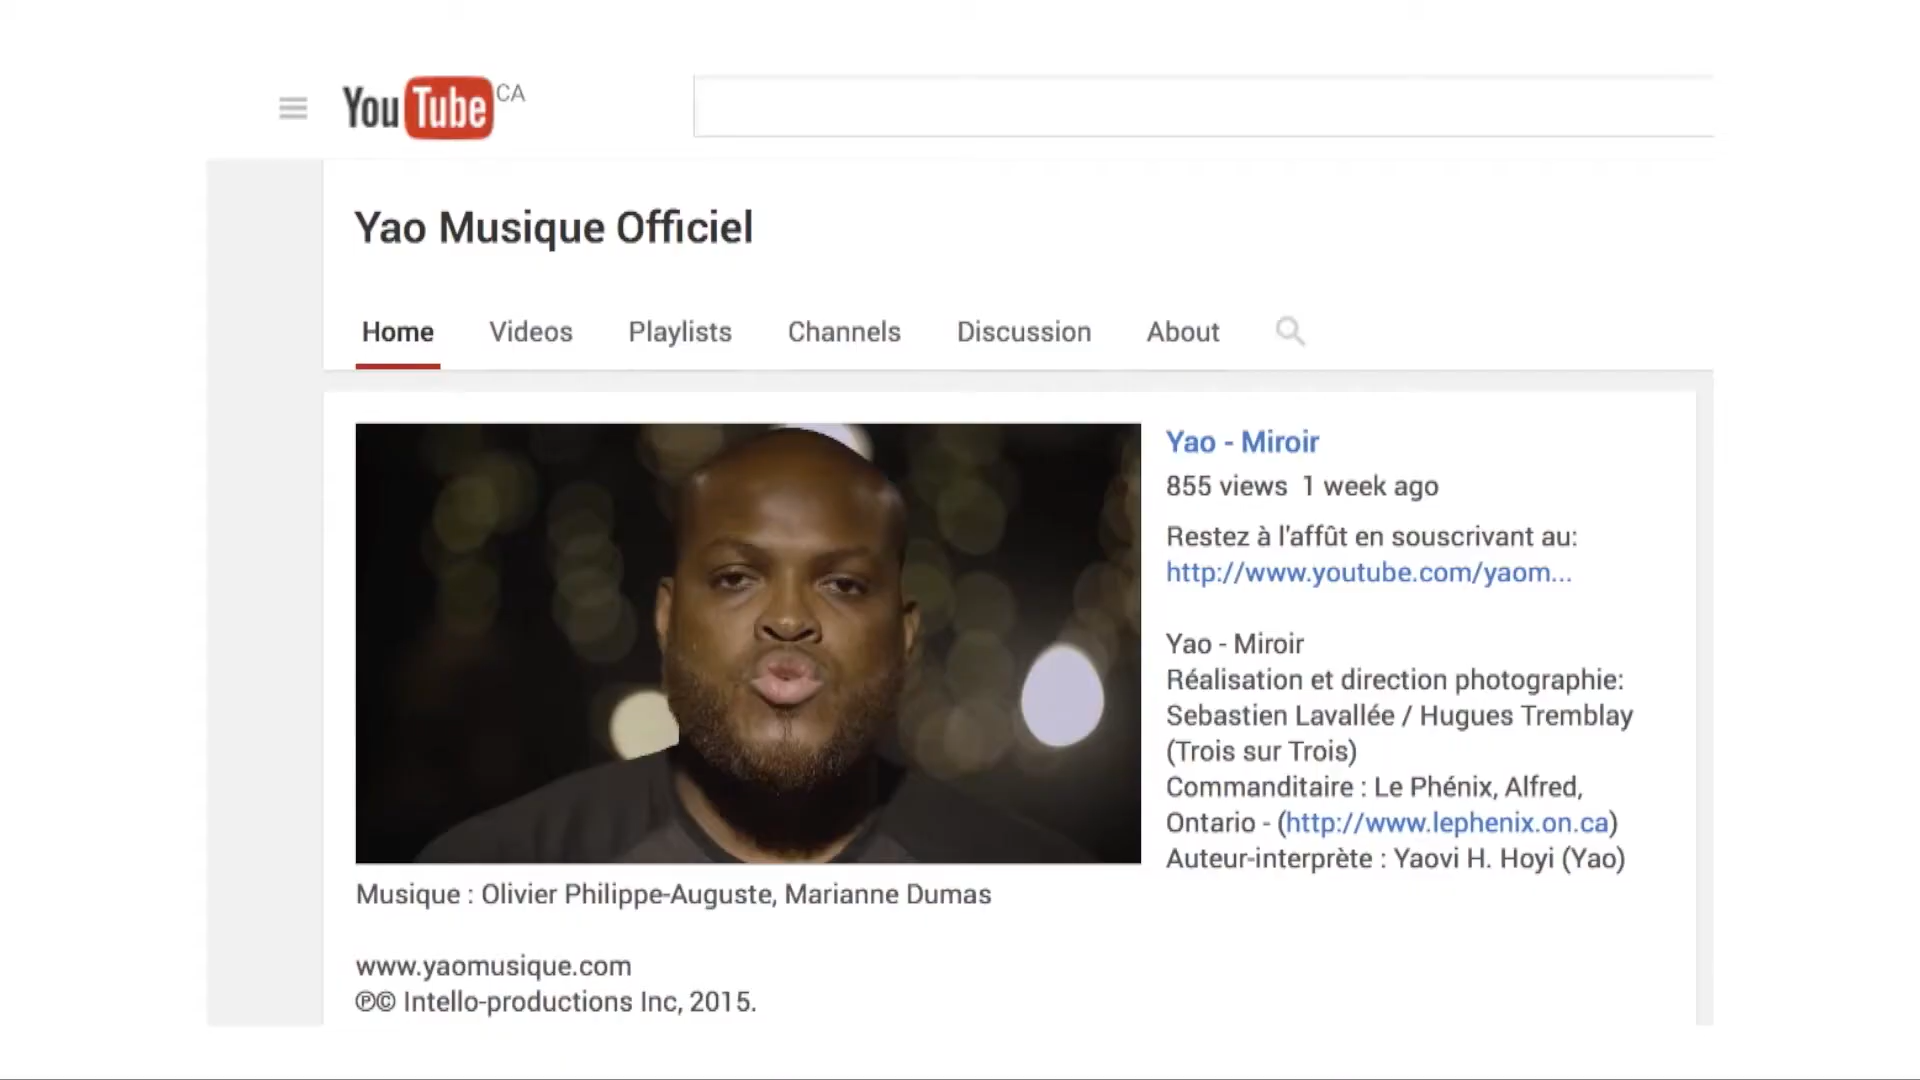 YouTube CA
Yao Musique Officiel
Home Videos Playlists Channels Discussion About
Yao - Miroir
855 views 1 week ago
Restez à l'affût en souscrivant au:
http://www.youtube.com/yaom...
Yao - Miroir
Réalisation et direction photographie:
Sebastien Lavallée / Hugues Tremblay
(Trois sur Trois)
Commanditaire : Le Phénix, Alfred,
Ontario - (http://www.lephenix.on.ca)
Auteur-interprète : Yaovi H. Hoyi (Yao)
Musique : Olivier Philippe-Auguste, Marianne Dumas
www.yaomusique.com
℗© Intello-productions Inc, 2015.